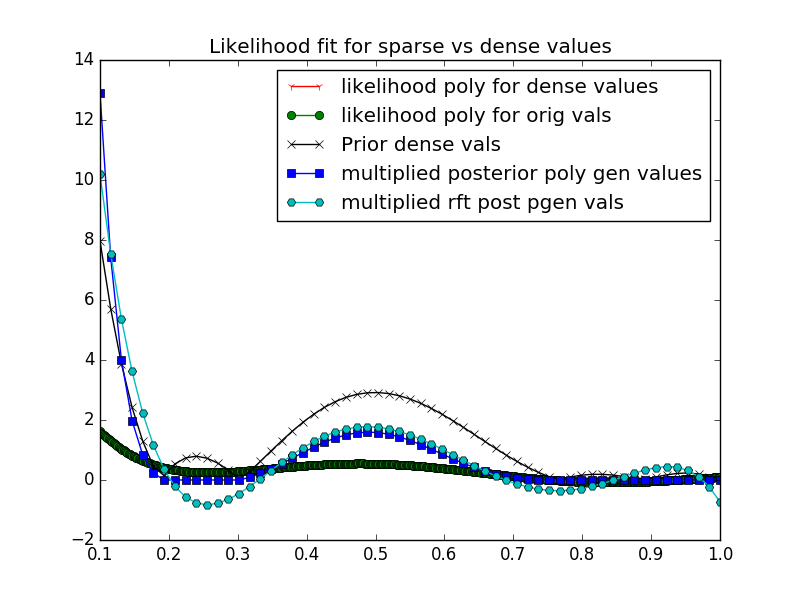 Likelihood fit for sparse vs dense values
14
12
10
8
6
4
2
0
−2
likelihood poly for dense values
likelihood poly for orig vals
Prior dense vals
multiplied posterior poly gen values
multiplied rft post pgen vals
0.1 0.2 0.3 0.4 0.5 0.6 0.7 0.8 0.9 1.0